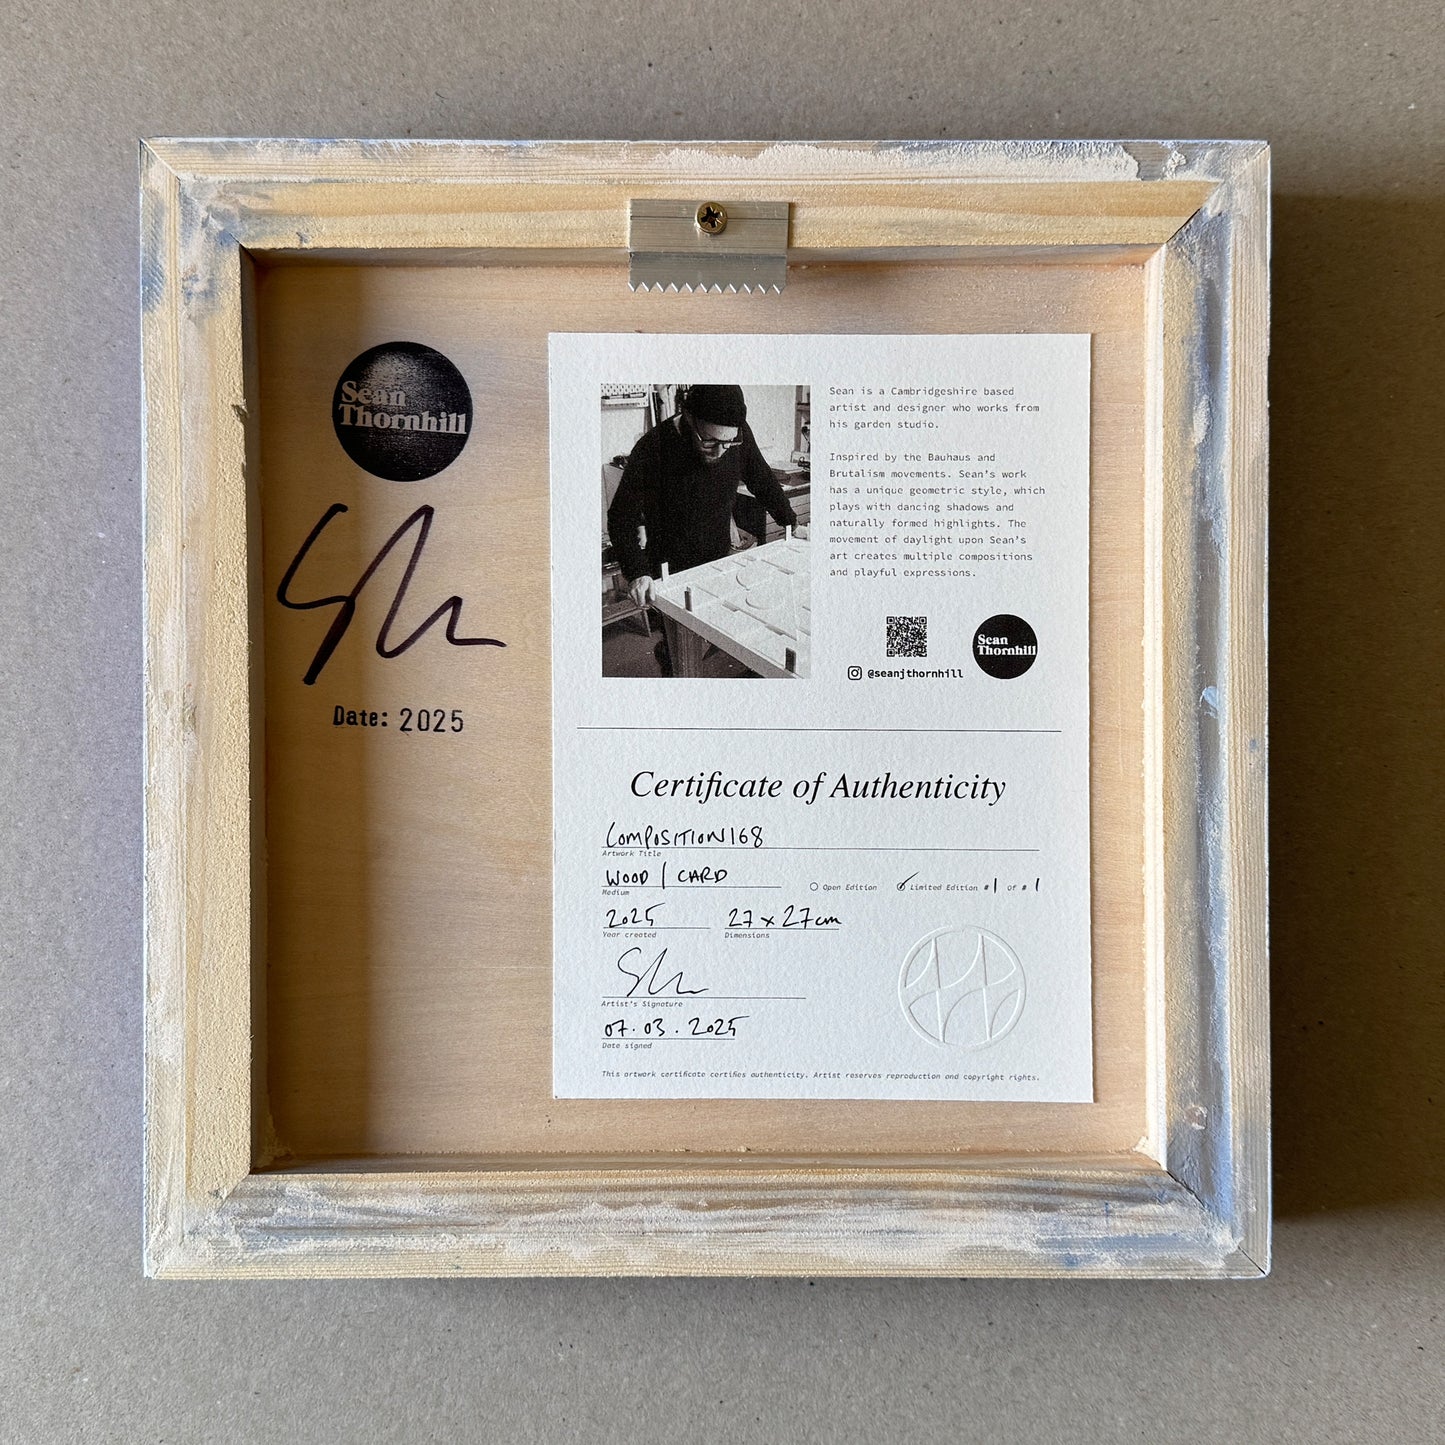 Sean
Thornhill
Date: 2025
Sean is a Cambridgeshire based
artist and designer who works from
his garden studio.
Inspired by the Bauhaus and
Brutalism movements. Sean's work
has a unique geometric style, which
plays with dancing shadows and
naturally formed highlights. The
movement of daylight upon Sean's
art creates multiple compositions
and playful expressions.
@seanjthornhill
Sean
Thornhill
Certificate of Authenticity
COMPOSITION 168
Artwork Title
WOOD / CARD
Medium
Open Edition
Limited Edition #1 of #1
2025
Year created
27 x 27cm
Dimensions
Artist's Signature
07.03.2025
Date signed
This artwork certificate certifies authenticity. Artist reserves reproduction and copyright rights.